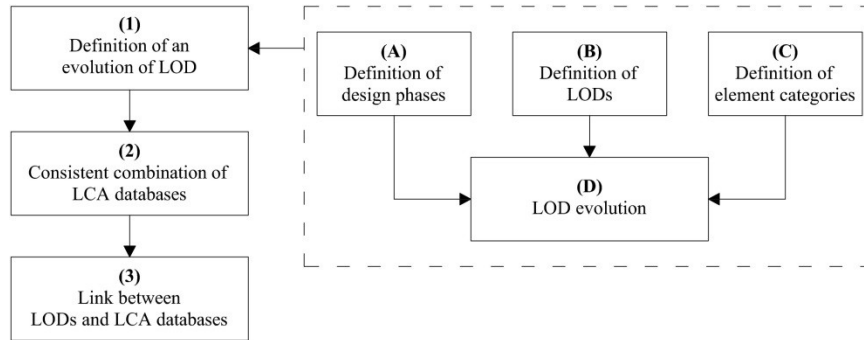 (1)
Definition of an
evolution of LOD
(2)
Consistent combination of
LCA databases
(3)
Link between
LODs and LCA databases
(A)
Definition of
design phases
(B)
Definition of
LODs
(C)
Definition of
element categories
(D)
LOD evolution